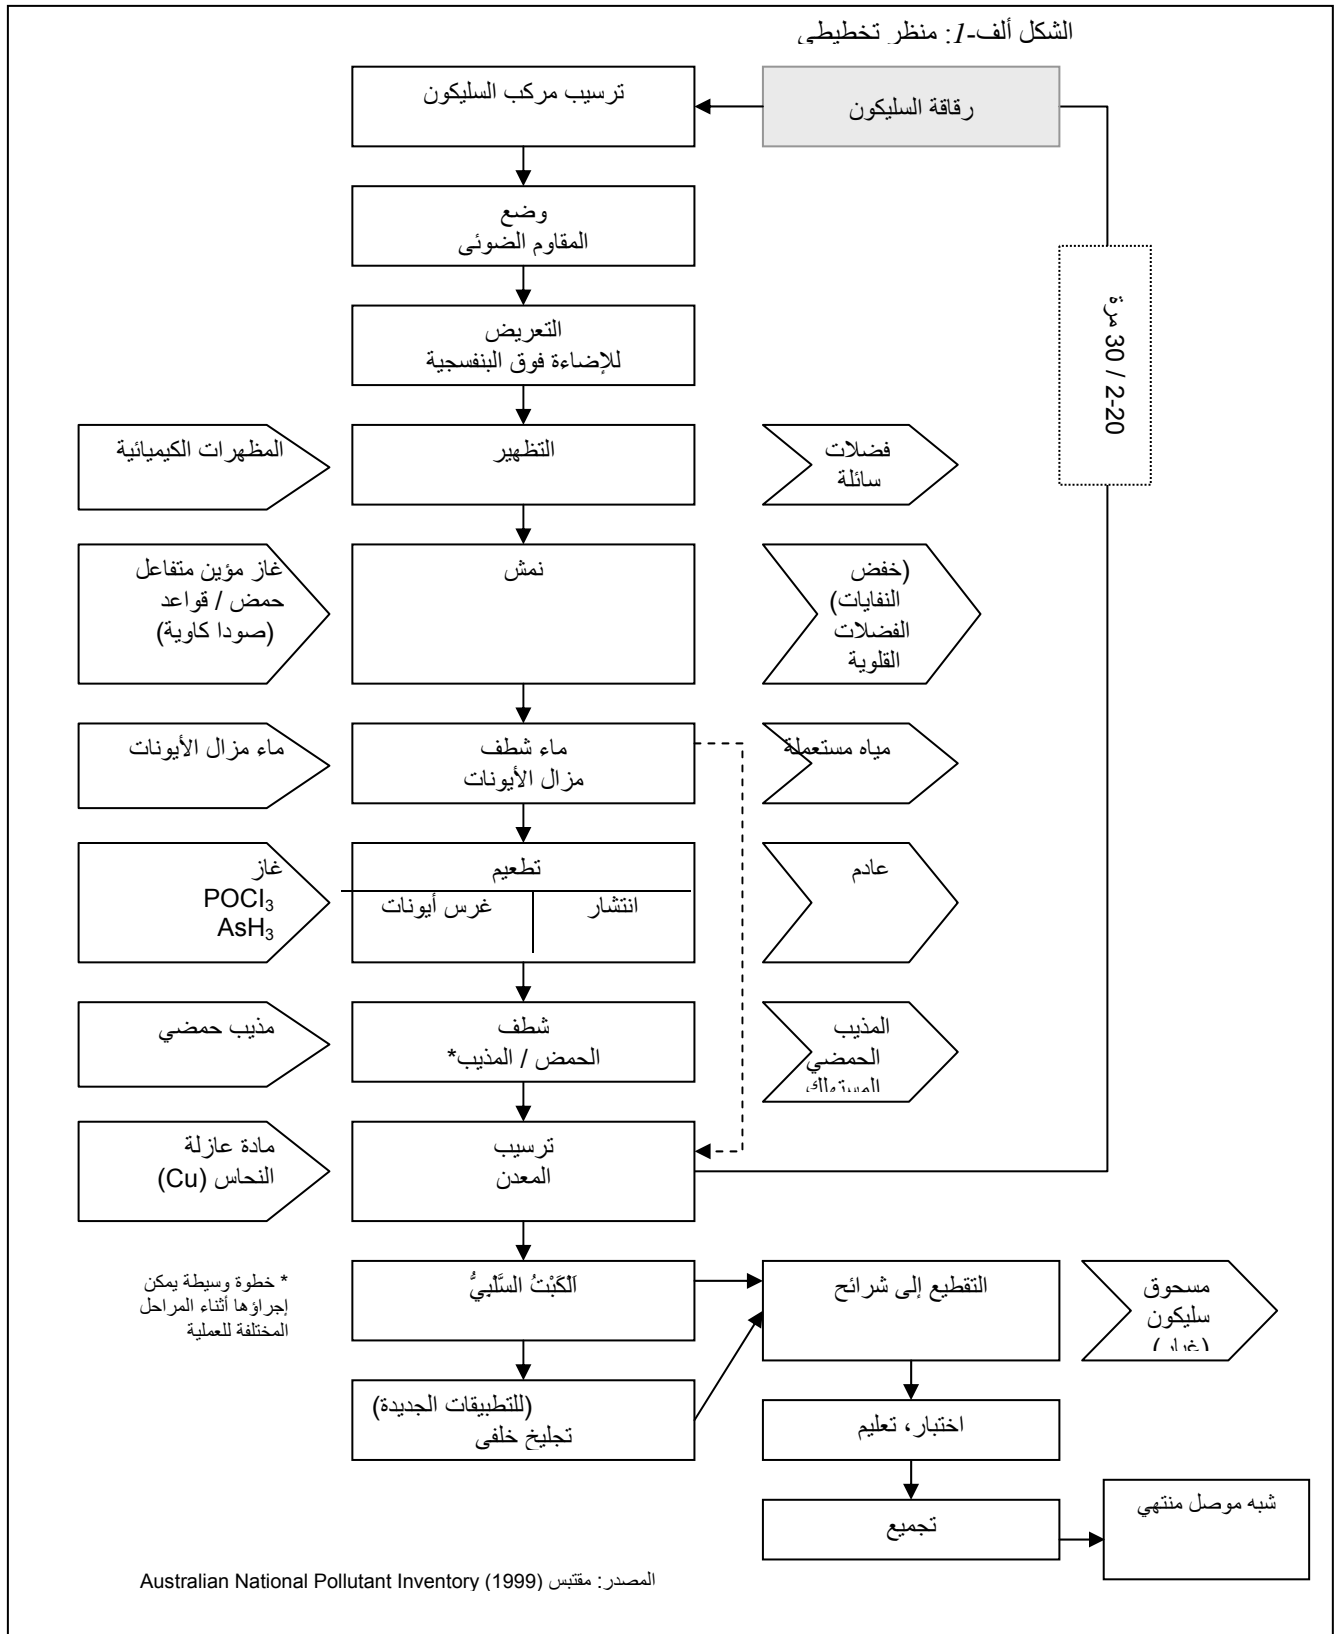 الشكل ألف-1: منظر تخطيطي
رقاقة السليكون
ترسيب مركب السليكون
وضع
المقاوم الضوئي
2-20 / 30 مرة
التعريض
للإضاءة فوق البنفسجية
المظهرات الكيميائية
التظهير
فضلات
سائلة
غاز مؤين متفاعل
حمض / قواعد
(صودا كاوية)
نمش
(خفض
النفايات)
الفضلات
القلوية
ماء مزال الأيونات
ماء شطف
مزال الأيونات
مياه مستعملة
غاز
POCl₃
AsH₃
تطعيم
غرس أيونات
انتشار
عادم
مذيب حمضي
شطف
الحمض / المذيب*
المذيب
الحمضي
المستهلك
مادة عازلة
النحاس (Cu)
ترسيب
المعدن
* خطوة وسيطة يمكن
إجراؤها أثناء المراحل
المختلفة للعملية
اَلْكَبْتُ السَّلْبِيُّ
التقطيع إلى شرائح
مسحوق
سليكون
(غبار)
(للتطبيقات الجديدة)
تجليخ خلفي
اختبار، تعليم
تجميع
شبه موصل منتهي
المصدر: مقتبس Australian National Pollutant Inventory (1999)